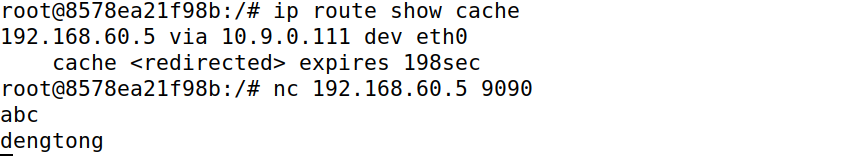 root@8578ea21f98b:/# ip route show cache
192.168.60.5 via 10.9.0.111 dev eth0
    cache <redirected> expires 198sec
root@8578ea21f98b:/# nc 192.168.60.5 9090
abc
dengtong